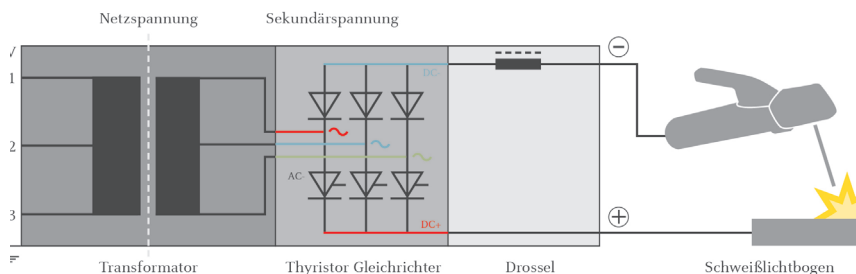 Netzspannung
Sekundärspannung
1
DC-
2
AC-
3
DC+
Transformator
Thyristor Gleichrichter
Drossel
Schweißlichtbogen